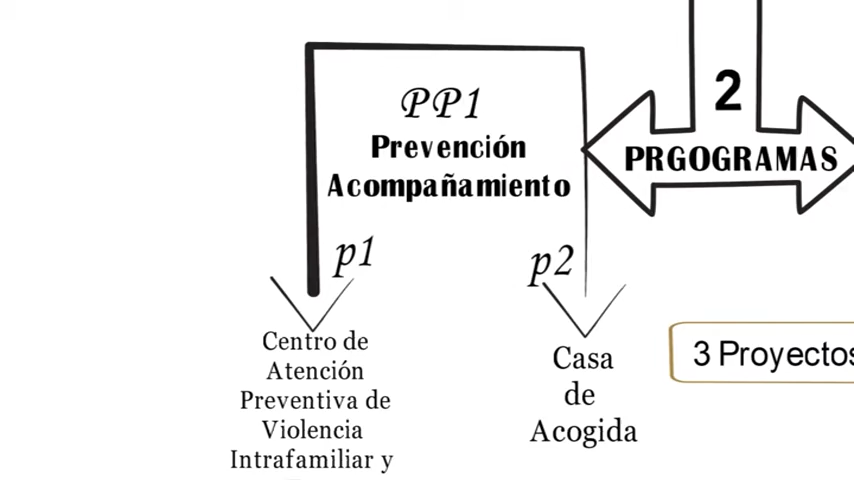 2
PRGOGRAMAS
PP1
Prevención
Acompañamiento
p1
p2
Centro de
Atención
Preventiva de
Violencia
Intrafamiliar y
Casa
de
Acogida
3 Proyectos